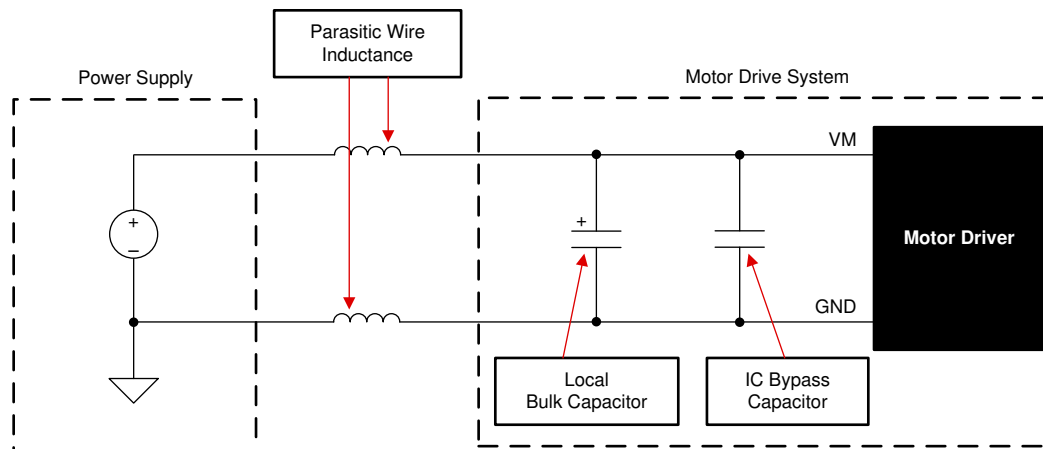 Parasitic Wire
Inductance
Power Supply
Motor Drive System
VM
+
–
+
Motor Driver
GND
Local
Bulk Capacitor
IC Bypass
Capacitor